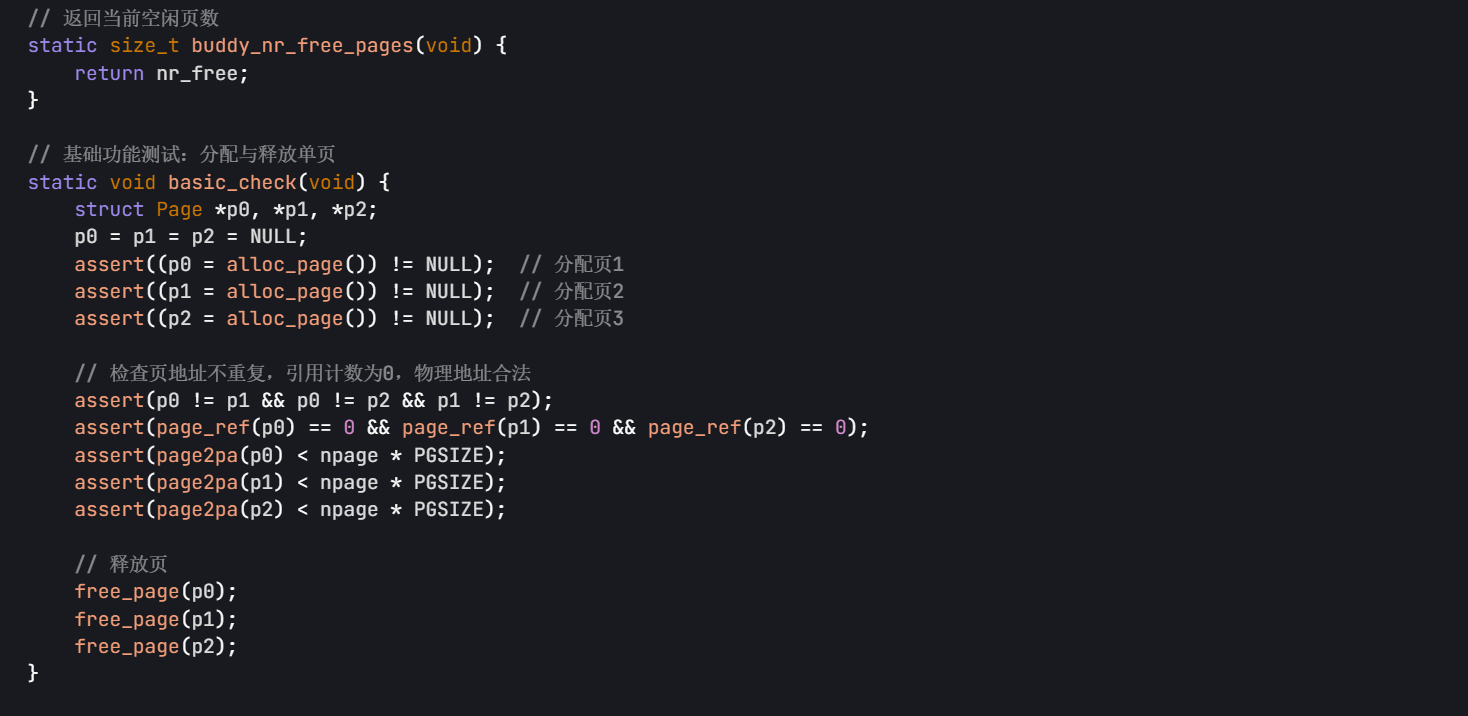 // 返回当前空闲页数
static size_t buddy_nr_free_pages(void) {
    return nr_free;
}
// 基础功能测试：分配与释放单页
static void basic_check(void) {
    struct Page *p0, *p1, *p2;
    p0 = p1 = p2 = NULL;
    assert((p0 = alloc_page()) != NULL);  // 分配页1
    assert((p1 = alloc_page()) != NULL);  // 分配页2
    assert((p2 = alloc_page()) != NULL);  // 分配页3
    // 检查页地址不重复，引用计数为0，物理地址合法
    assert(p0 != p1 && p0 != p2 && p1 != p2);
    assert(page_ref(p0) == 0 && page_ref(p1) == 0 && page_ref(p2) == 0);
    assert(page2pa(p0) < npage * PGSIZE);
    assert(page2pa(p1) < npage * PGSIZE);
    assert(page2pa(p2) < npage * PGSIZE);
    // 释放页
    free_page(p0);
    free_page(p1);
    free_page(p2);
}